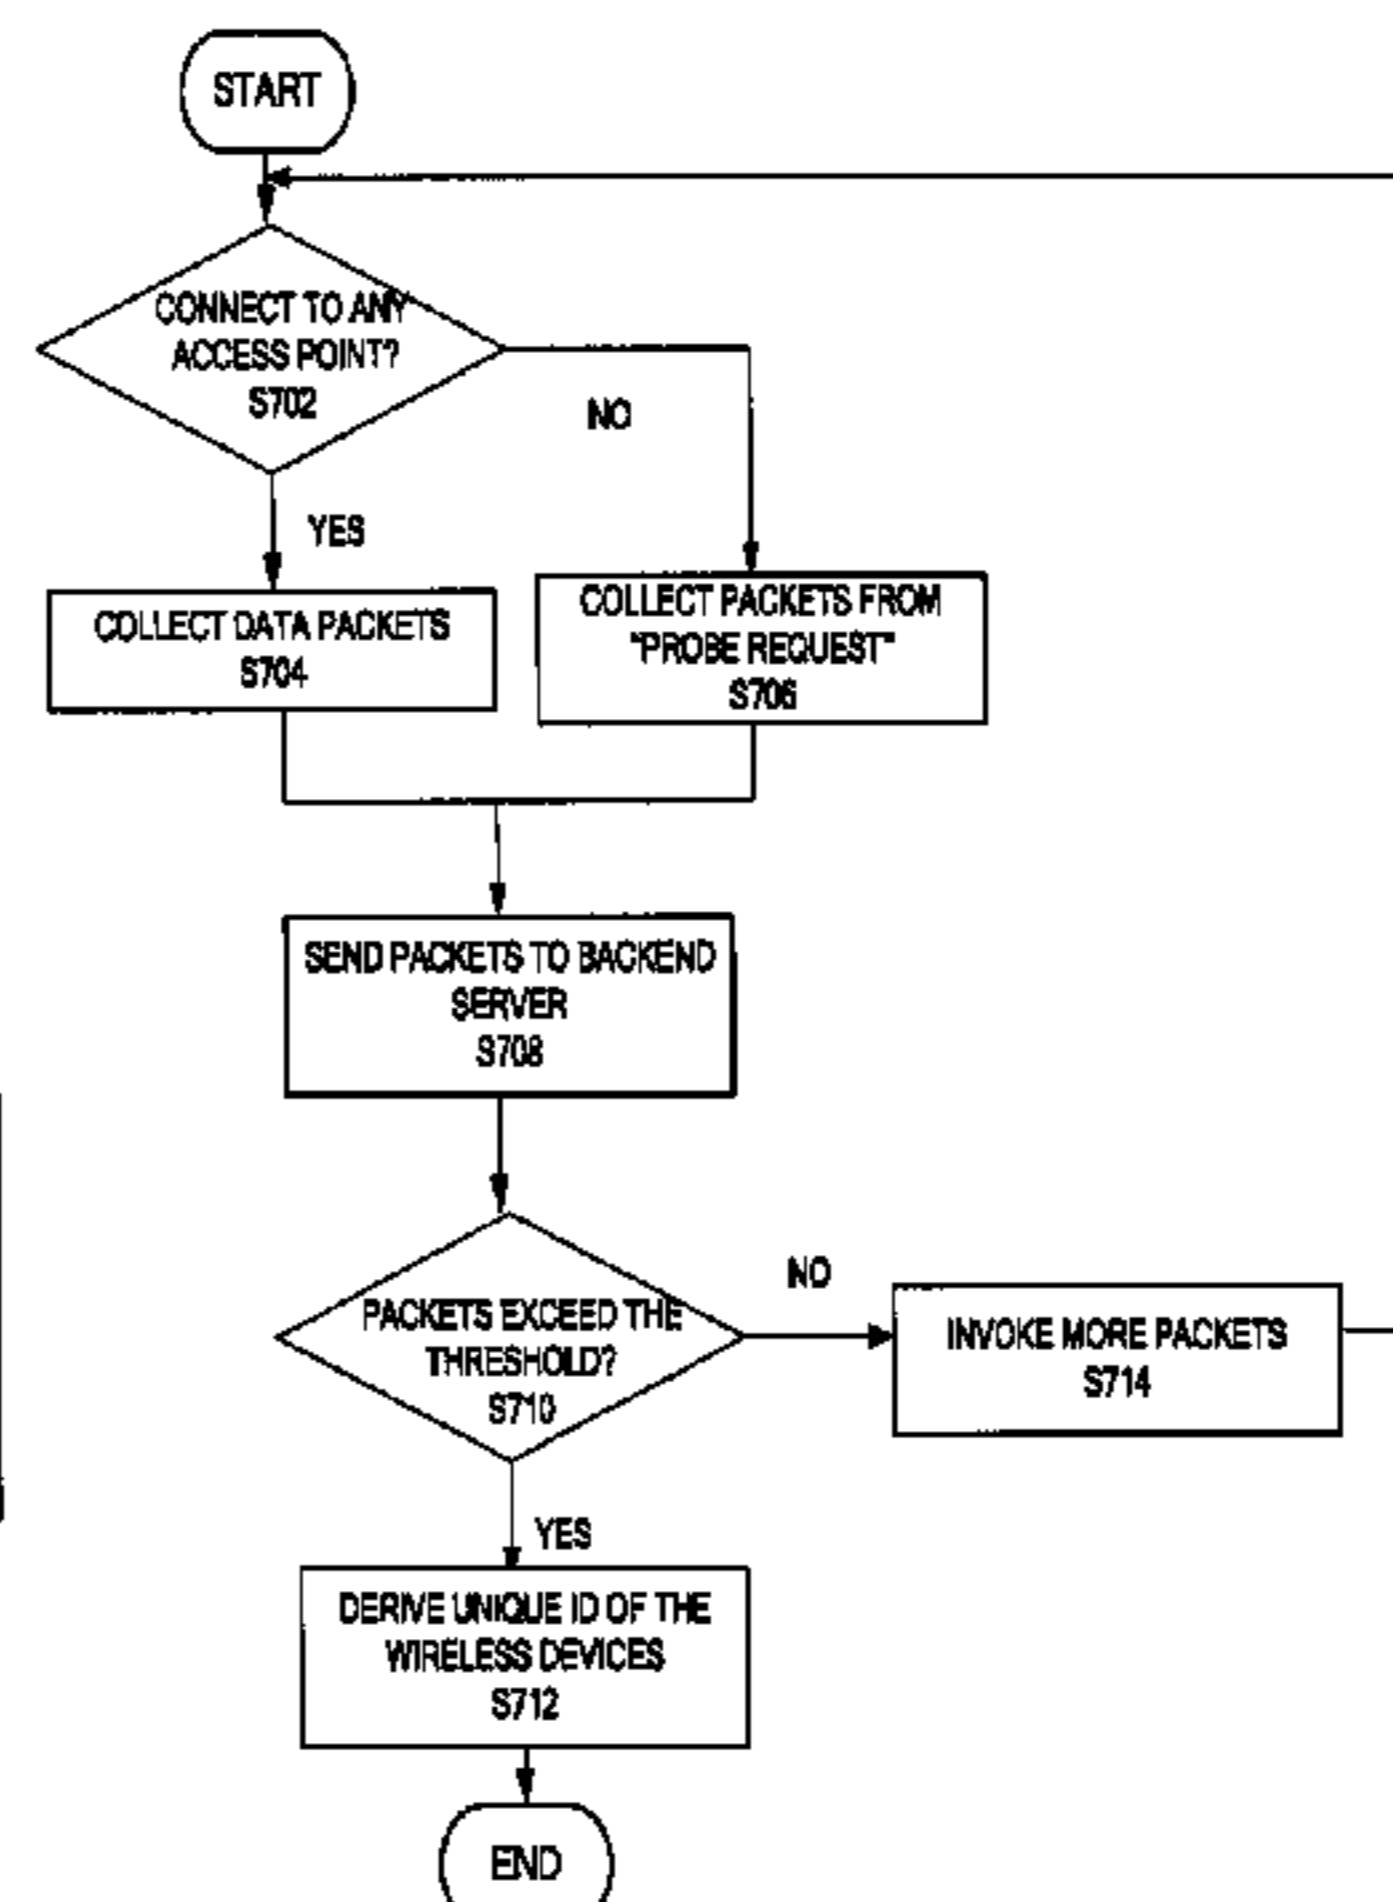 START
CONNECT TO ANY
ACCESS POINT?
S702
NO
YES
COLLECT DATA PACKETS
S704
COLLECT PACKETS FROM
"PROBE REQUEST"
S706
SEND PACKETS TO BACKEND
SERVER
S708
PACKETS EXCEED THE
THRESHOLD?
S710
NO
INVOKE MORE PACKETS
S714
YES
DERIVE UNIQUE ID OF THE
WIRELESS DEVICES
S712
END